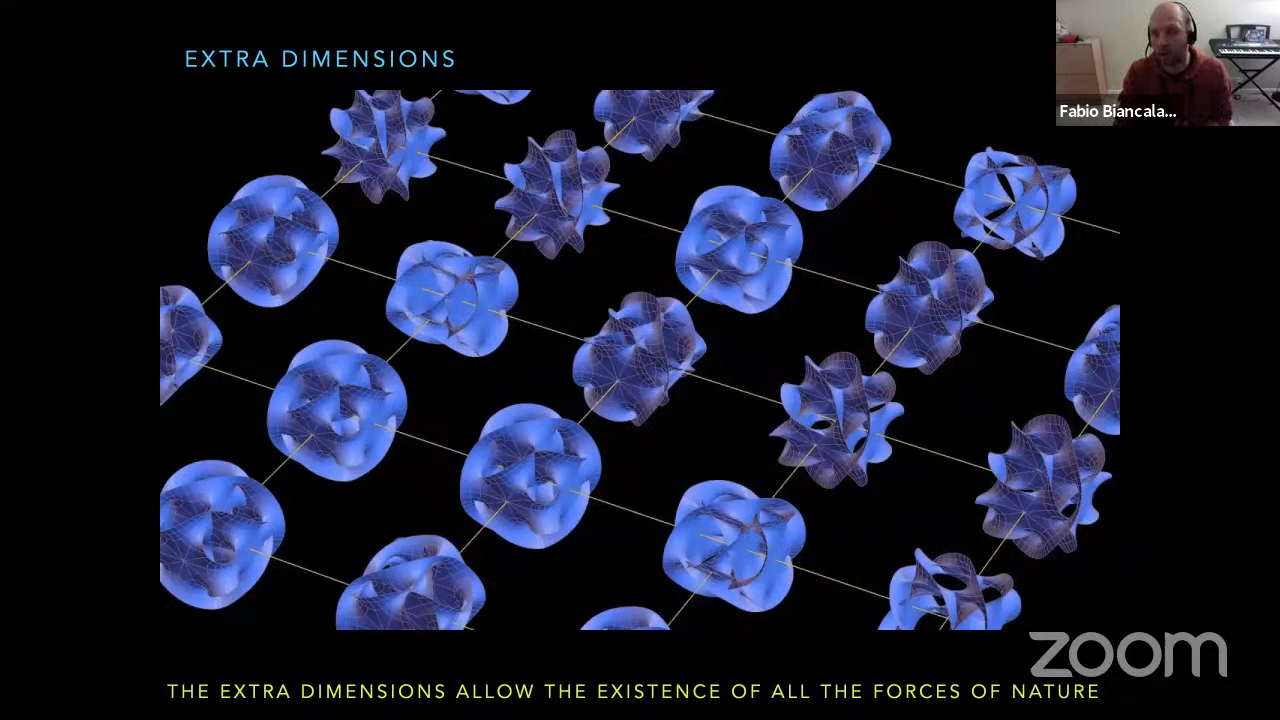 EXTRA DIMENSIONS
Fabio Biancala...
zoom
THE EXTRA DIMENSIONS ALLOW THE EXISTENCE OF ALL THE FORCES OF NATURE